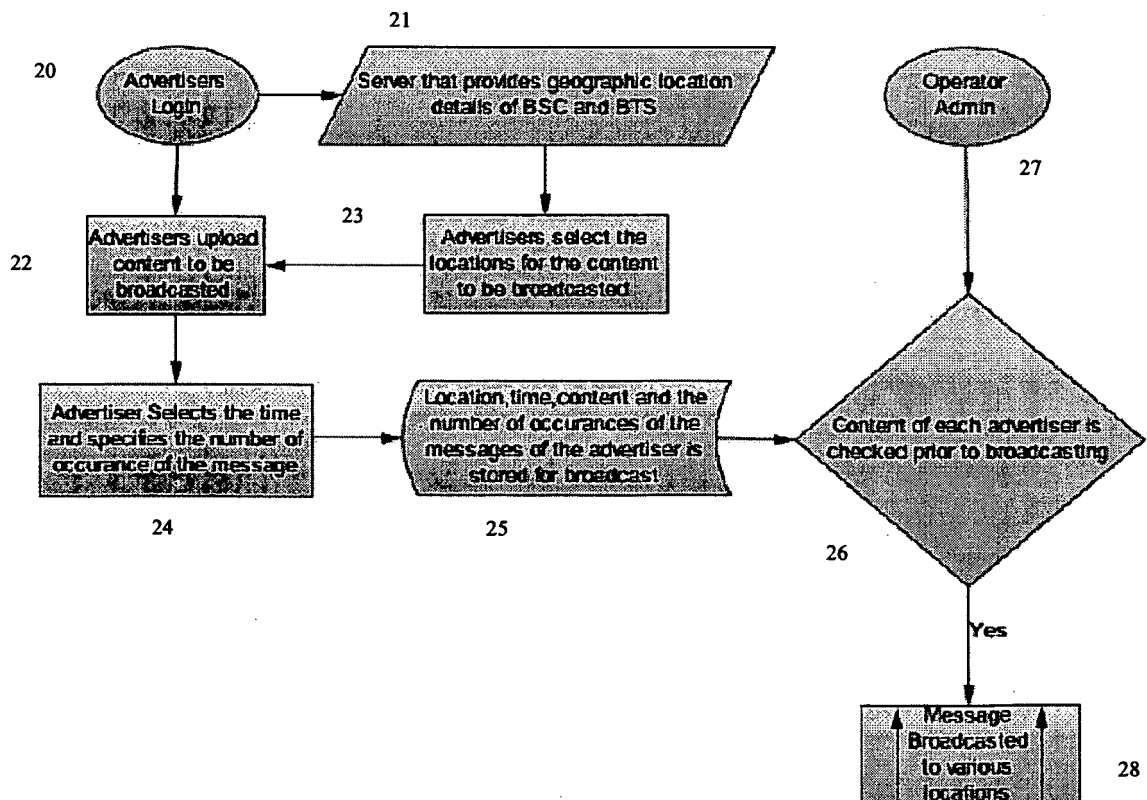 21
20
Advertisers
Login
Server that provides geographic location
details of BSC and BTS
Operator
Admin
27
23
22
Advertisers upload
content to be
broadcasted
Advertisers select the
locations for the content
to be broadcasted
Advertiser Selects the time
and specifies the number of
occurance of the message
Location,time,content and the
number of occurances of the
messages of the advertiser is
stored for broadcast
Content of each advertiser is
checked prior to broadcasting
24
25
26
Yes
Message
Broadcasted
to various
locations
28